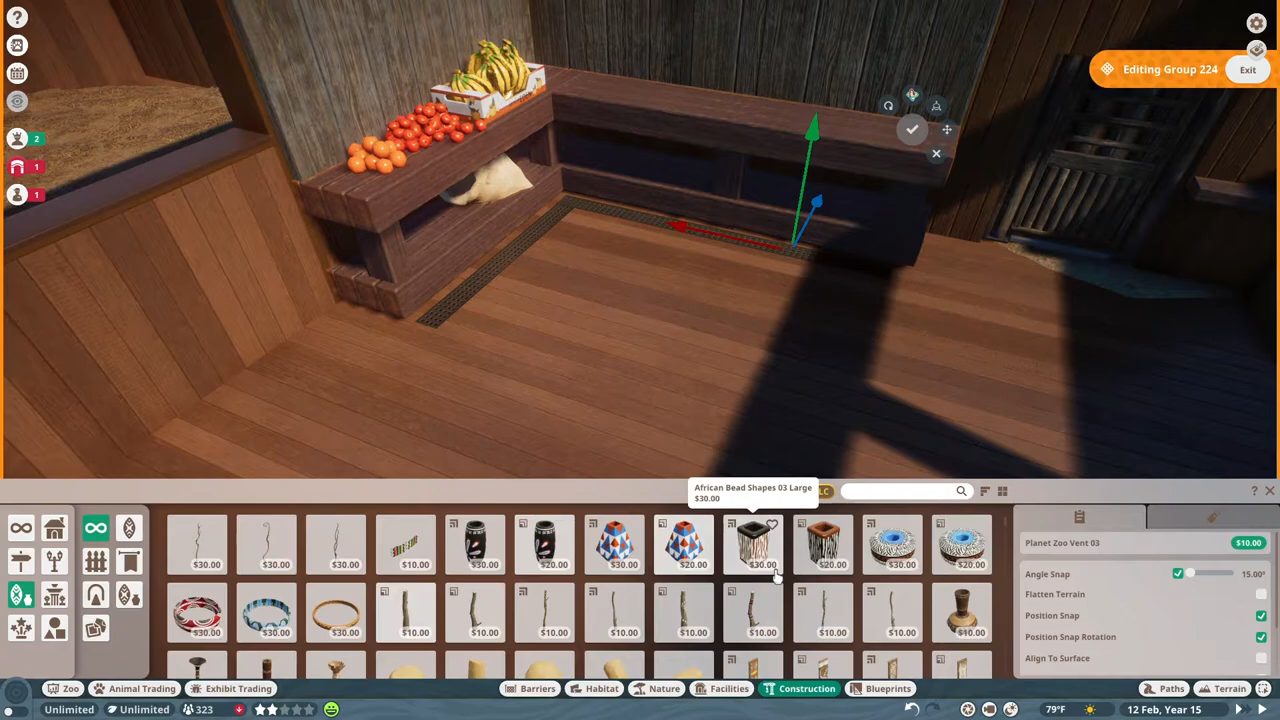 ?
Editing Group 224
Exit
2
1
1
African Bead Shapes 03 Large
$30.00
LC
?
$30.00 $30.00 $30.00 $10.00 $30.00 $20.00 $30.00 $20.00 $30.00 $20.00 $30.00 $20.00
$30.00 $30.00 $30.00 $10.00 $10.00 $10.00 $10.00 $10.00 $10.00 $10.00 $10.00 $10.00
Planet Zoo Vent 03
$10.00
Angle Snap
15.00°
Flatten Terrain
Position Snap
Position Snap Rotation
Align To Surface
Zoo
Animal Trading
Exhibit Trading
Barriers
Habitat
Nature
Facilities
Construction
Blueprints
Paths
Terrain
Unlimited
Unlimited
323
79°F
12 Feb, Year 15